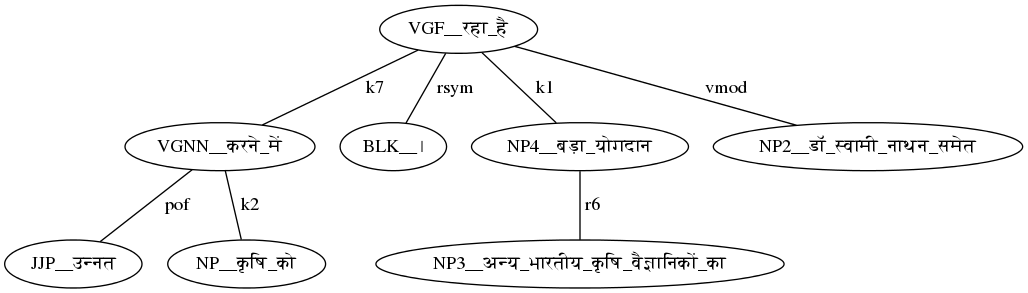 VGF__रहा_है
k7
rsym
k1
vmod
VGNN__करने_में
BLK__।
NP4__बड़ा_योगदान
NP2__डॉ_स्वामी_नाथन_समेत
pof
k2
r6
JJP__उन्नत
NP__कृषि_को
NP3__अन्य_भारतीय_कृषि_वैज्ञानिकों_का